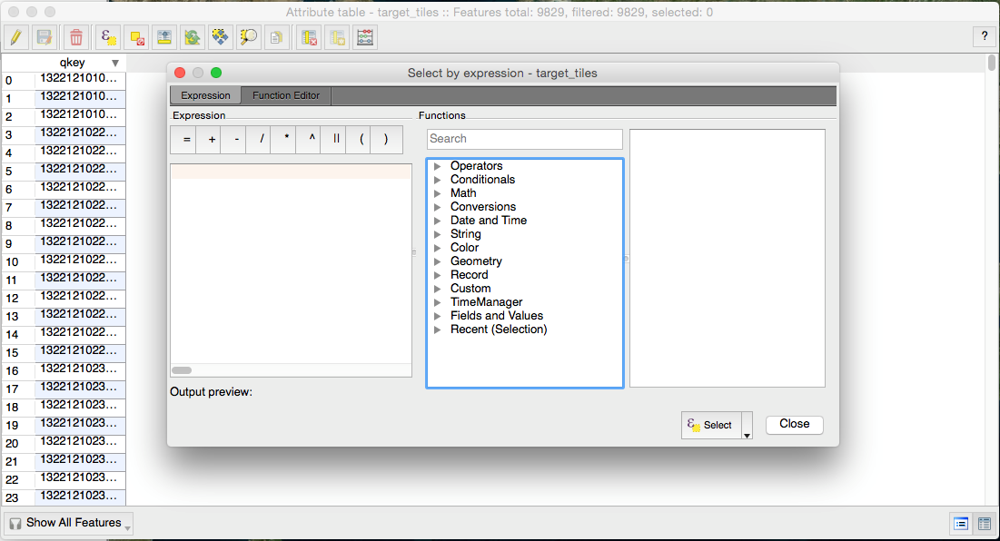 Attribute table - target_tiles :: Features total: 9829, filtered: 9829, selected: 0
?
qkey
0 1322121010...
1 1322121010...
2 1322121010...
3 1322121022...
4 1322121022...
5 1322121022...
6 1322121022...
7 1322121022...
8 1322121022...
9 1322121022...
10 1322121022...
11 1322121022...
12 1322121022...
13 1322121022...
14 1322121022...
15 1322121022...
16 1322121023...
17 1322121023...
18 1322121023...
19 1322121023...
20 1322121023...
21 1322121023...
22 1322121023...
23 1322121023...
Select by expression - target_tiles
Expression Function Editor
Expression
= + - / * ^ || ( )
Output preview:
Functions
Search
Operators
Conditionals
Math
Conversions
Date and Time
String
Color
Geometry
Record
Custom
TimeManager
Fields and Values
Recent (Selection)
ε Select Close
Show All Features